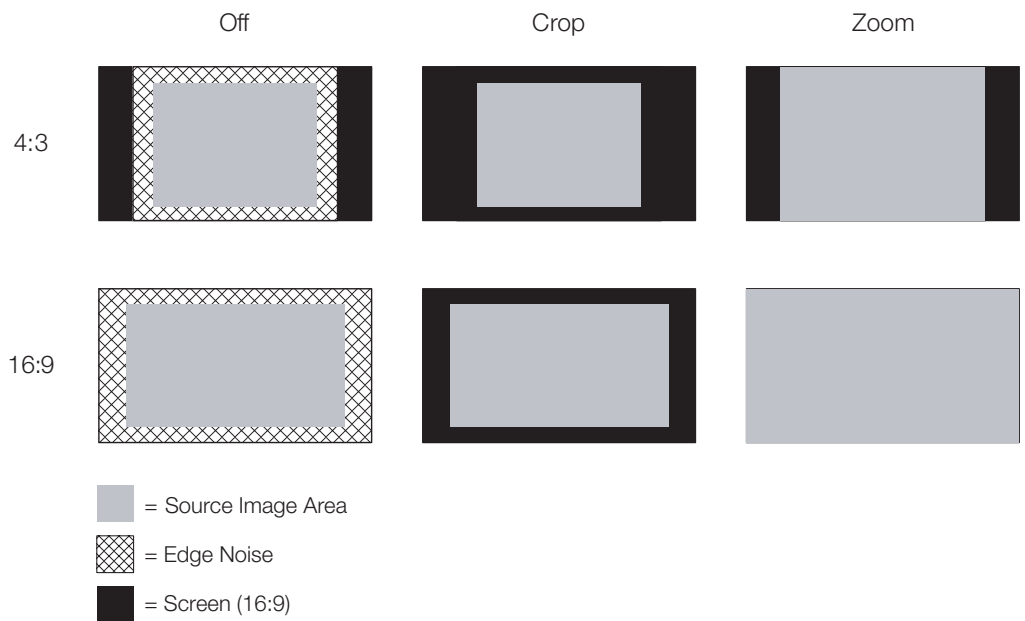 Off Crop Zoom
4:3
16:9
= Source Image Area
= Edge Noise
= Screen (16:9)